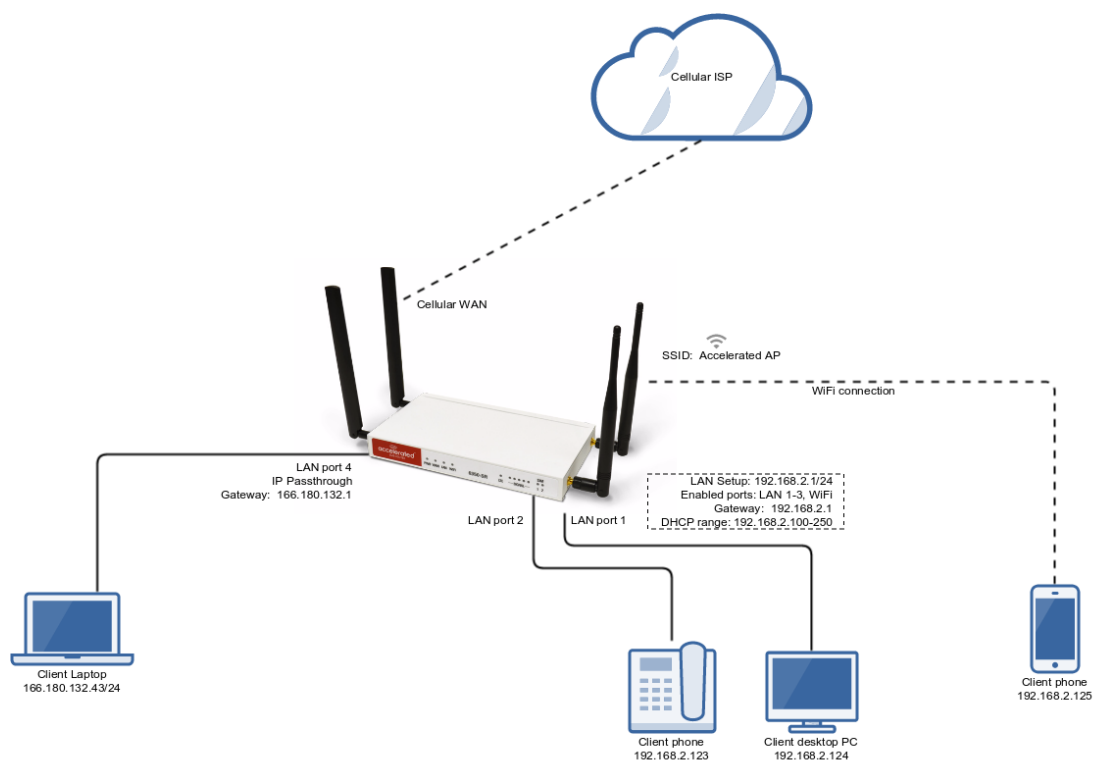 Cellular ISP
Cellular WAN
SSID: Accelerated AP
WiFi connection
accelerated
LAN port 4
IP Passthrough
Gateway: 166.180.132.1
LAN Setup: 192.168.2.1/24
Enabled ports: LAN 1-3, WiFi
Gateway: 192.168.2.1
DHCP range: 192.168.2.100-250
LAN port 2
LAN port 1
Client Laptop
166.180.132.43/24
Client phone
192.168.2.123
Client desktop PC
192.168.2.124
Client phone
192.168.2.125